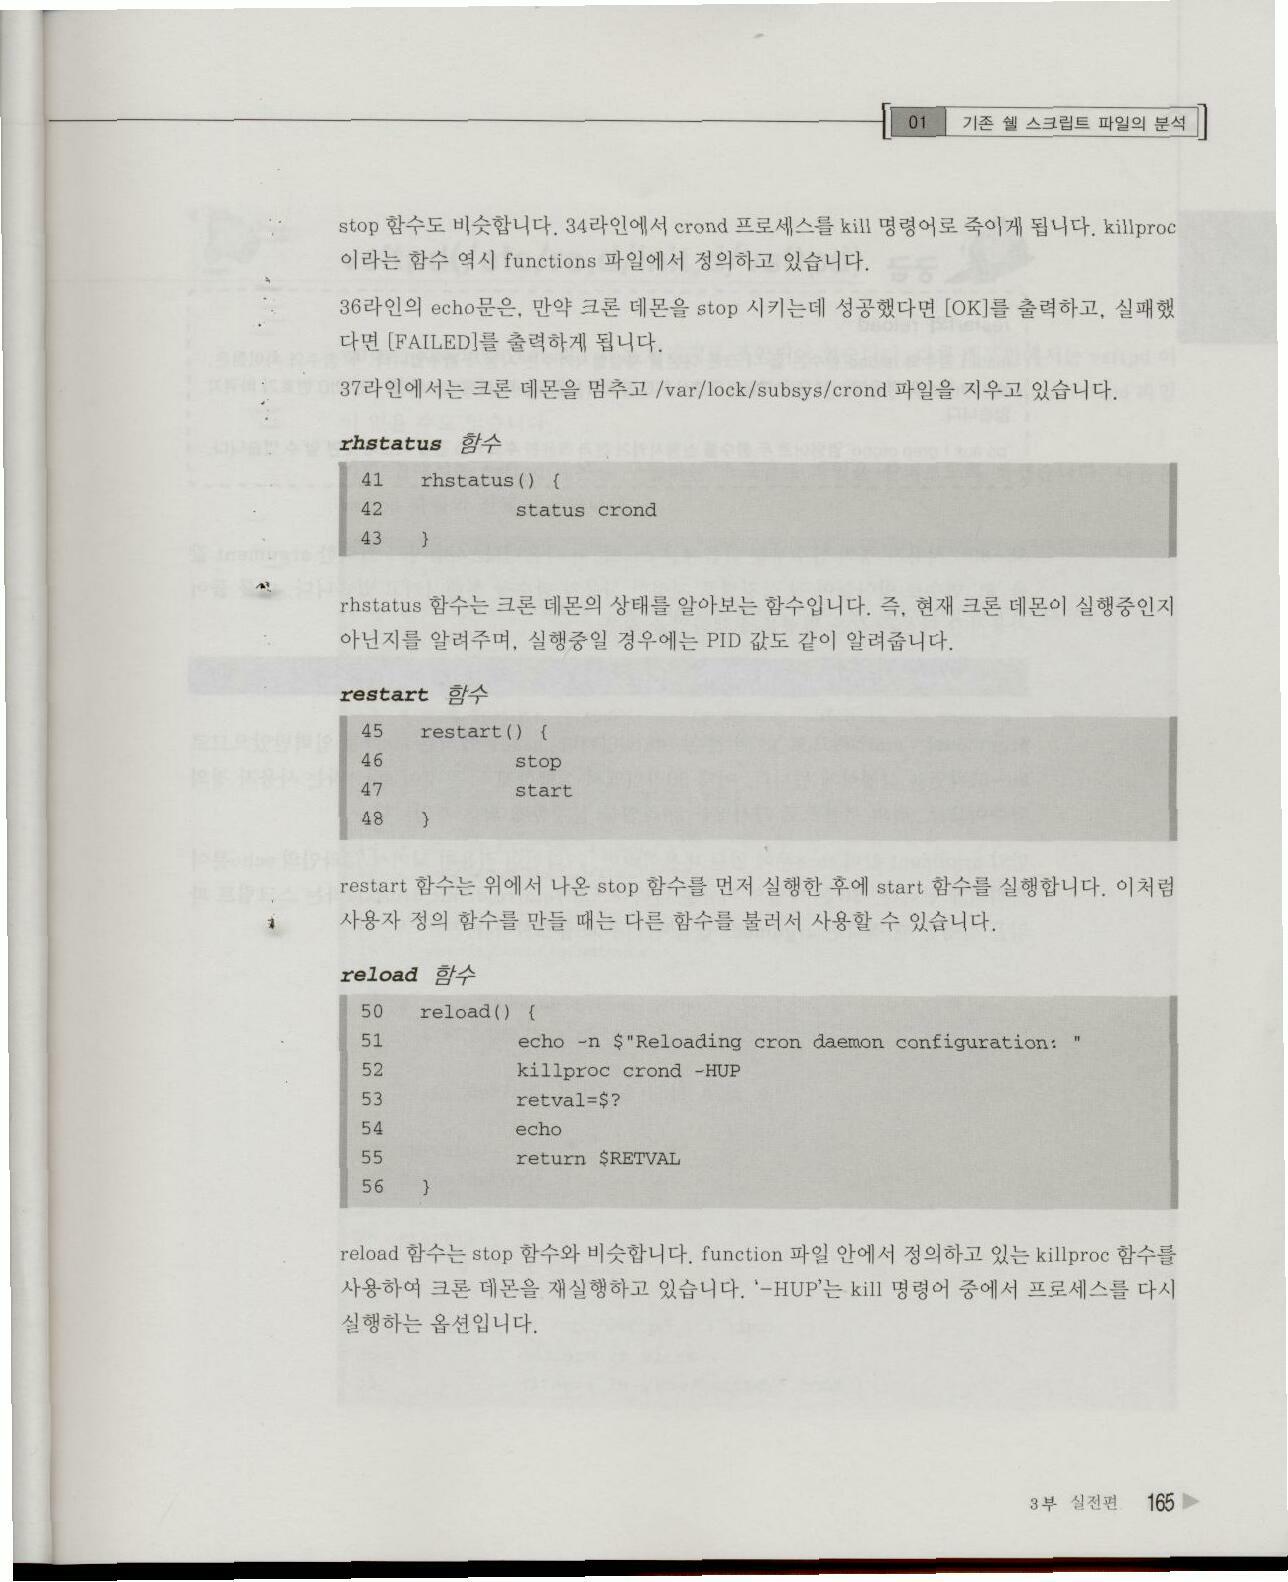 01 기존 쉘 스크립트 파일의 분석
stop 함수도 비슷합니다. 34라인에서 crond 프로세스를 kill 명령어로 죽이게 됩니다. killproc
이라는 함수 역시 functions 파일에서 정의하고 있습니다.
36라인의 echo문은, 만약 크론 데몬을 stop 시키는데 성공했다면 [OK]를 출력하고, 실패했
다면 [FAILED]를 출력하게 됩니다.
37라인에서는 크론 데몬을 멈추고 /var/lock/subsys/crond 파일을 지우고 있습니다.
rhstatus 함수
41 rhstatus() {
42 status crond
43 }
rhstatus 함수는 크론 데몬의 상태를 알아보는 함수입니다. 즉, 현재 크론 데몬이 실행중인지
아닌지를 알려주며, 실행중일 경우에는 PID 값도 같이 알려줍니다.
restart 함수
45 restart() {
46 stop
47 start
48 }
restart 함수는 위에서 나온 stop 함수를 먼저 실행한 후에 start 함수를 실행합니다. 이처럼
사용자 정의 함수를 만들 때는 다른 함수를 불러서 사용할 수 있습니다.
reload 함수
50 reload() {
51 echo -n $"Reloading cron daemon configuration: "
52 killproc crond -HUP
53 retval=$?
54 echo
55 return $RETVAL
56 }
reload 함수는 stop 함수와 비슷합니다. function 파일 안에서 정의하고 있는 killproc 함수를
사용하여 크론 데몬을 재실행하고 있습니다. '-HUP'는 kill 명령어 중에서 프로세스를 다시
실행하는 옵션입니다.
3부 실전편 165